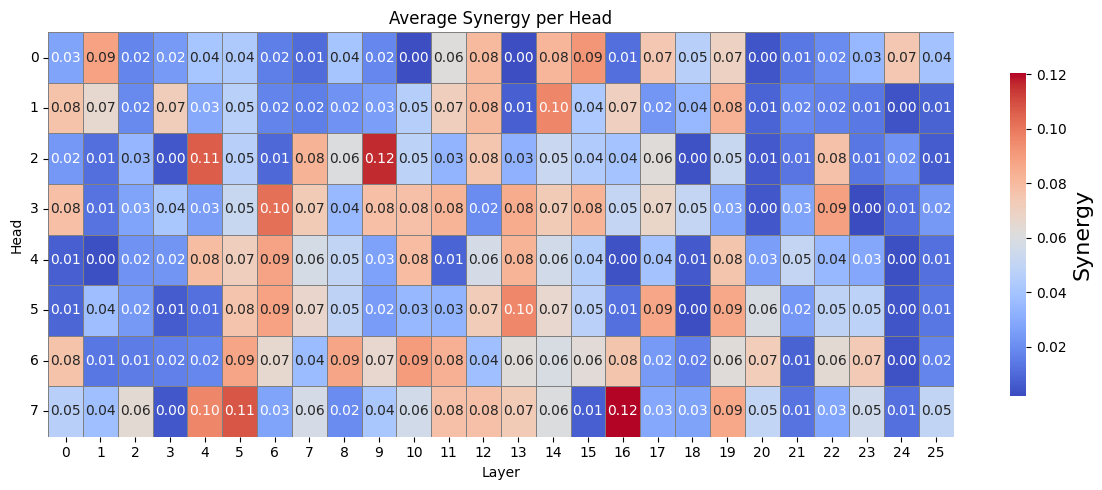 Average Synergy per Head
0 0.03 0.09 0.02 0.02 0.04 0.04 0.02 0.01 0.04 0.02 0.00 0.06 0.08 0.00 0.08 0.09 0.01 0.07 0.05 0.07 0.00 0.01 0.02 0.03 0.07 0.04
1 0.08 0.07 0.02 0.07 0.03 0.05 0.02 0.02 0.02 0.03 0.05 0.07 0.08 0.01 0.10 0.04 0.07 0.02 0.04 0.08 0.01 0.02 0.02 0.01 0.00 0.01
2 0.02 0.01 0.03 0.00 0.11 0.05 0.01 0.08 0.06 0.12 0.05 0.03 0.08 0.03 0.05 0.04 0.04 0.06 0.00 0.05 0.01 0.01 0.08 0.01 0.02 0.01
3 0.08 0.01 0.03 0.04 0.03 0.05 0.10 0.07 0.04 0.08 0.08 0.08 0.02 0.08 0.07 0.08 0.05 0.07 0.05 0.03 0.00 0.03 0.09 0.00 0.01 0.02
4 0.01 0.00 0.02 0.02 0.08 0.07 0.09 0.06 0.05 0.03 0.08 0.01 0.06 0.08 0.06 0.04 0.00 0.04 0.01 0.08 0.03 0.05 0.04 0.03 0.00 0.01
5 0.01 0.04 0.02 0.01 0.01 0.08 0.09 0.07 0.05 0.02 0.03 0.03 0.07 0.10 0.07 0.05 0.01 0.09 0.00 0.09 0.06 0.02 0.05 0.05 0.00 0.01
6 0.08 0.01 0.01 0.02 0.02 0.09 0.07 0.04 0.09 0.07 0.09 0.08 0.04 0.06 0.06 0.06 0.08 0.02 0.02 0.06 0.07 0.01 0.06 0.07 0.00 0.02
7 0.05 0.04 0.06 0.00 0.10 0.11 0.03 0.06 0.02 0.04 0.06 0.08 0.08 0.07 0.06 0.01 0.12 0.03 0.03 0.09 0.05 0.01 0.03 0.05 0.01 0.05
0 1 2 3 4 5 6 7 8 9 10 11 12 13 14 15 16 17 18 19 20 21 22 23 24 25
Layer
Head
0.12
0.10
0.08
0.06
0.04
0.02
Synergy